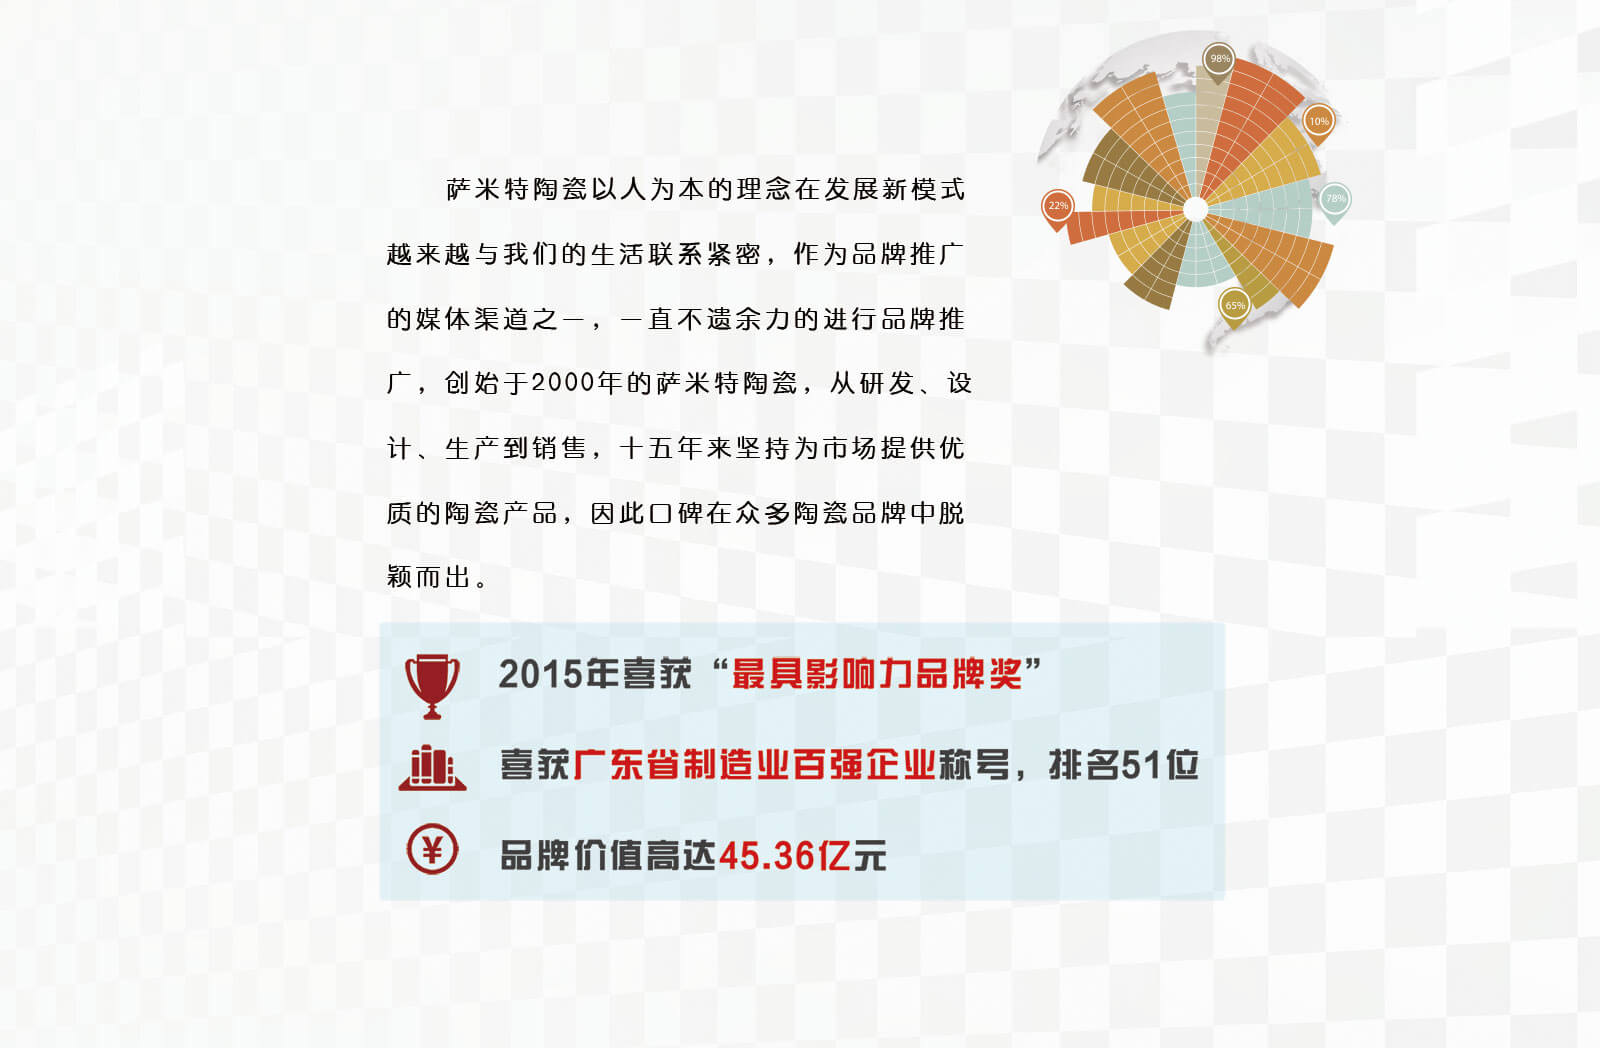 98%
10%
萨米特陶瓷以人为本的理念在发展新模式
78%
22%
越来越与我们的生活联系紧密，作为品牌推广
65%
的媒体渠道之一，一直不遗余力的进行品牌推
广，创始于2000年的萨米特陶瓷，从研发、设
计、生产到销售，十五年来坚持为市场提供优
质的陶瓷产品，因此口碑在众多陶瓷品牌中脱
颖而出。
2015年喜获“最具影响力品牌奖”
喜获广东省制造业百强企业称号，排名51位
¥
品牌价值高达45.36亿元